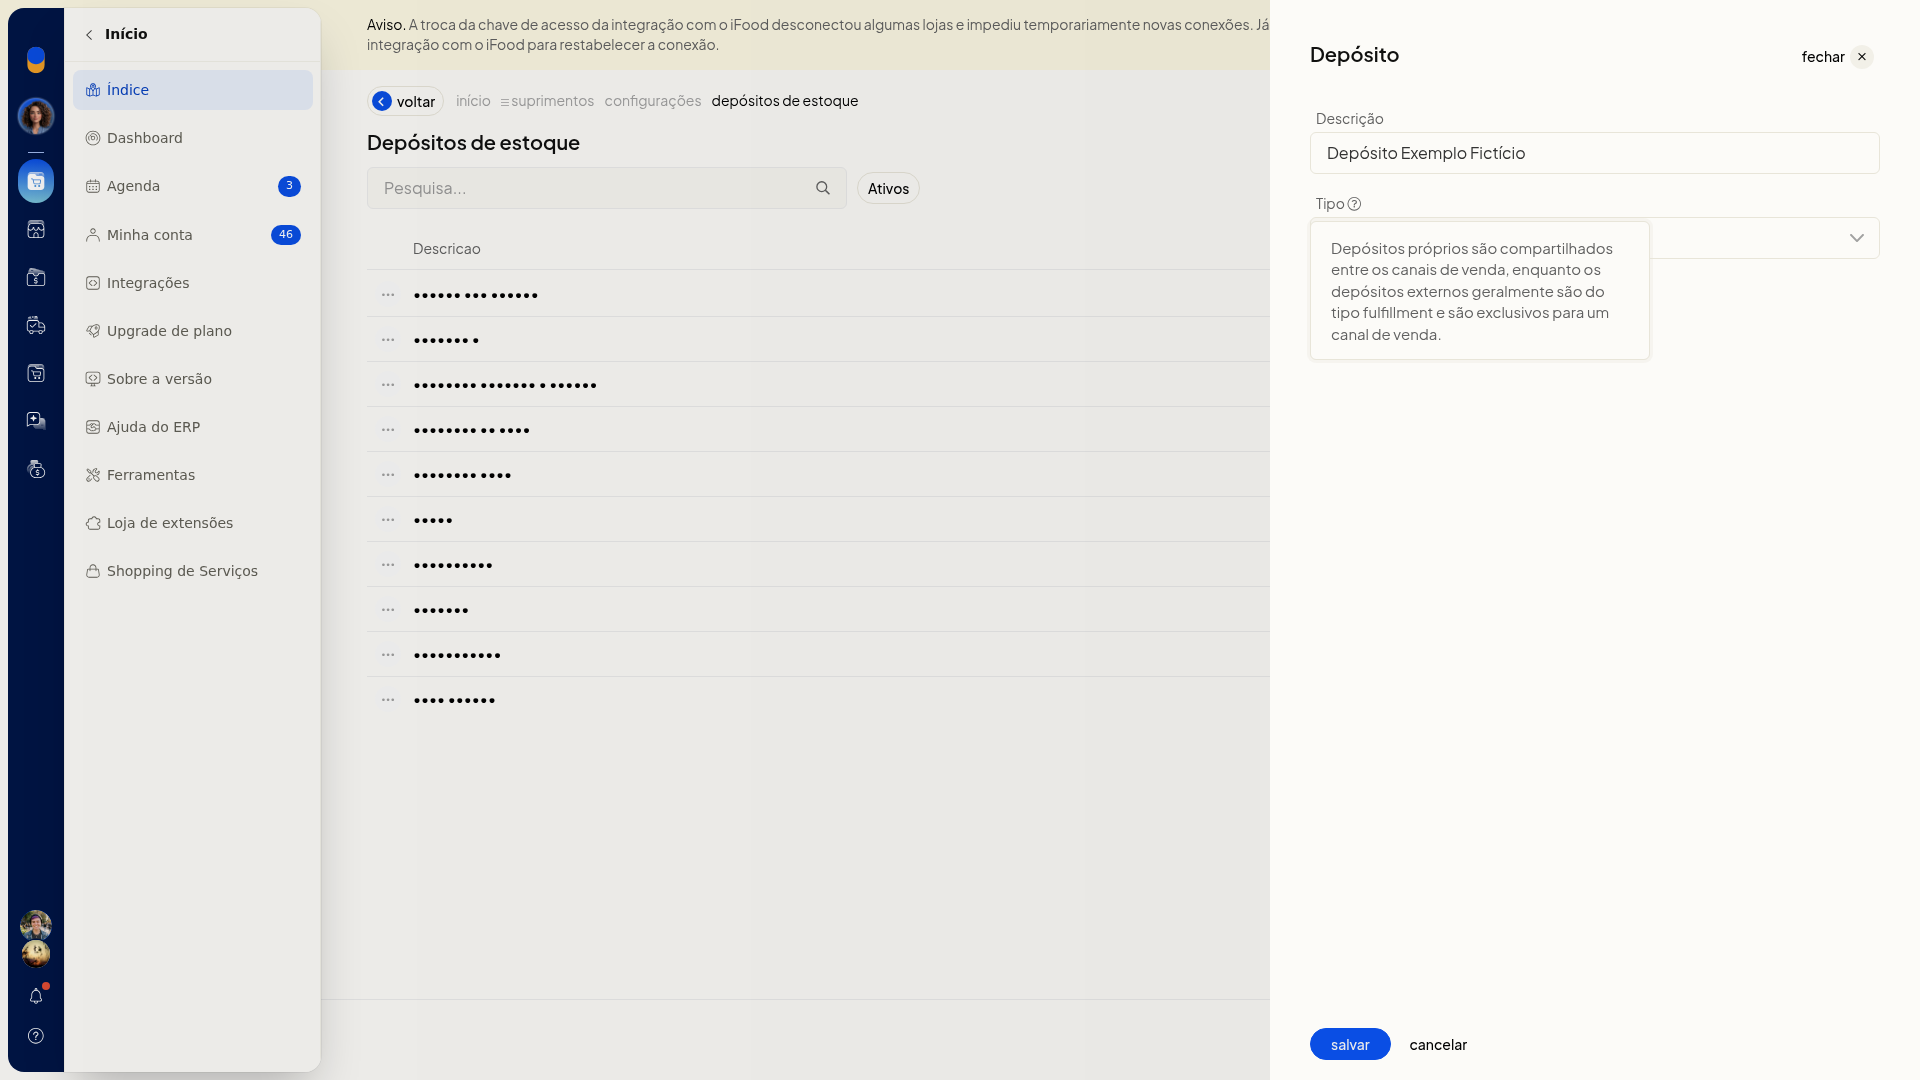 Início
Índice
Dashboard
Agenda 3
Minha conta 46
Integrações
Upgrade de plano
Sobre a versão
Ajuda do ERP
Ferramentas
Loja de extensões
Shopping de Serviços
Aviso. A troca da chave de acesso da integração com o iFood desconectou algumas lojas e impediu temporariamente novas conexões. Já
integração com o iFood para restabelecer a conexão.
voltar início suprimentos configurações depósitos de estoque
Depósitos de estoque
Pesquisa... Ativos
Descricao
•••••• ••• ••••••
••••••• •
•••••••• ••••••• • ••••••
•••••••• •• ••••
•••••••• ••••
•••••
••••••••••
•••••••
•••••••••••
•••• ••••••
Depósito fechar
Descrição
Depósito Exemplo Fictício
Tipo
Depósitos próprios são compartilhados
entre os canais de venda, enquanto os
depósitos externos geralmente são do
tipo fulfillment e são exclusivos para um
canal de venda.
salvar cancelar